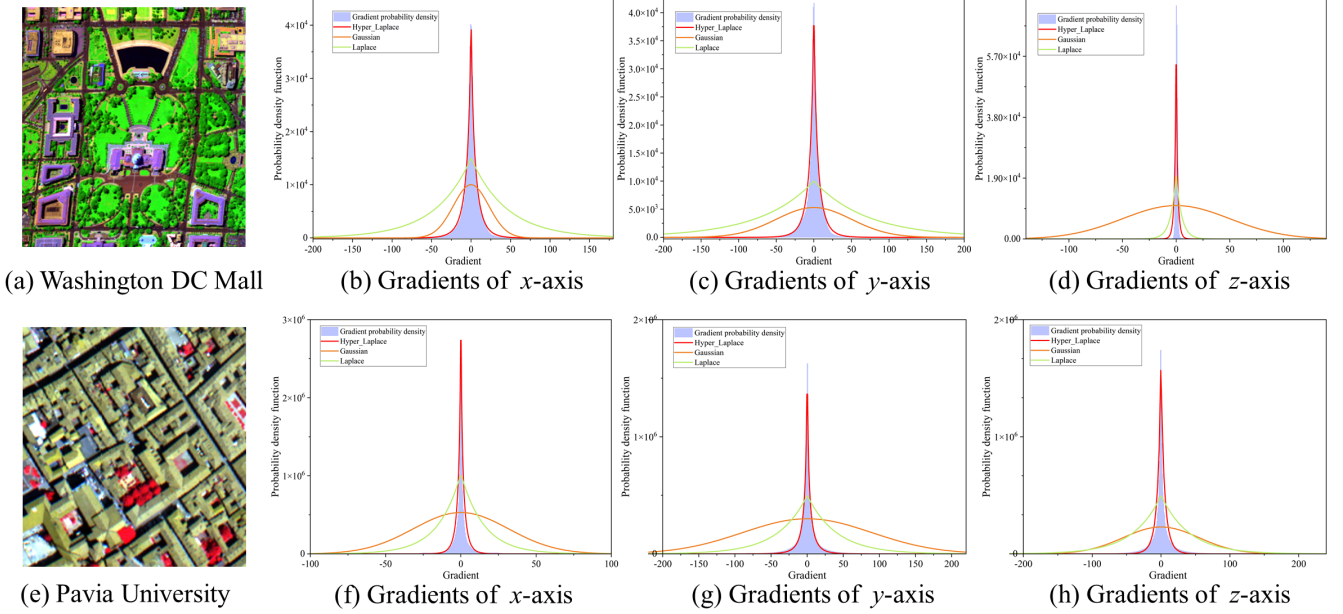 Probability density function
4×10⁴
3×10⁴
2×10⁴
1×10⁴
0
Gradient probability density
Hyper_Laplace
Gaussian
Laplace
-200 -150 -100 -50 0 50 100 150
Gradient
Probability density function
4.0×10⁴
3.5×10⁴
3.0×10⁴
2.5×10⁴
2.0×10⁴
1.5×10⁴
1.0×10⁴
5.0×10³
0
Gradient probability density
Hyper_Laplace
Gaussian
Laplace
-200 -150 -100 -50 0 50 100 150 200
Gradient
Probability density function
5.70×10⁴
3.80×10⁴
1.90×10⁴
0.00
Gradient probability density
Hyper_Laplace
Gaussian
Laplace
-100 -50 0 50 100
Gradient
(a) Washington DC Mall
(b) Gradients of x-axis
(c) Gradients of y-axis
(d) Gradients of z-axis
Probability density function
3×10⁶
2×10⁶
1×10⁶
0
Gradient probability density
Hyper_Laplace
Gaussian
Laplace
-100 -50 0 50 100
Gradient
Probability density function
2×10⁶
1×10⁶
0
Gradient probability density
Hyper_Laplace
Gaussian
Laplace
-200 -150 -100 -50 0 50 100 150 200
Gradient
Probability density function
2×10⁶
1×10⁶
0
Gradient probability density
Hyper_Laplace
Gaussian
Laplace
-200 -100 0 100 200
Gradient
(e) Pavia University
(f) Gradients of x-axis
(g) Gradients of y-axis
(h) Gradients of z-axis